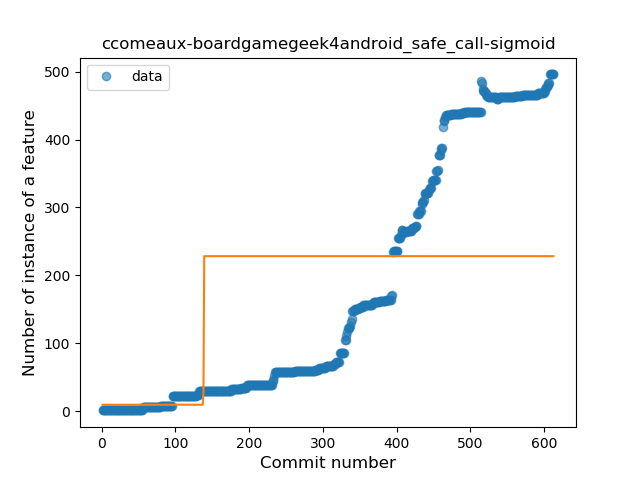 ccomeaux-boardgamegeek4android_safe_call-sigmoid
data
Number of instance of a feature
500
400
300
200
100
0
0 100 200 300 400 500 600
Commit number